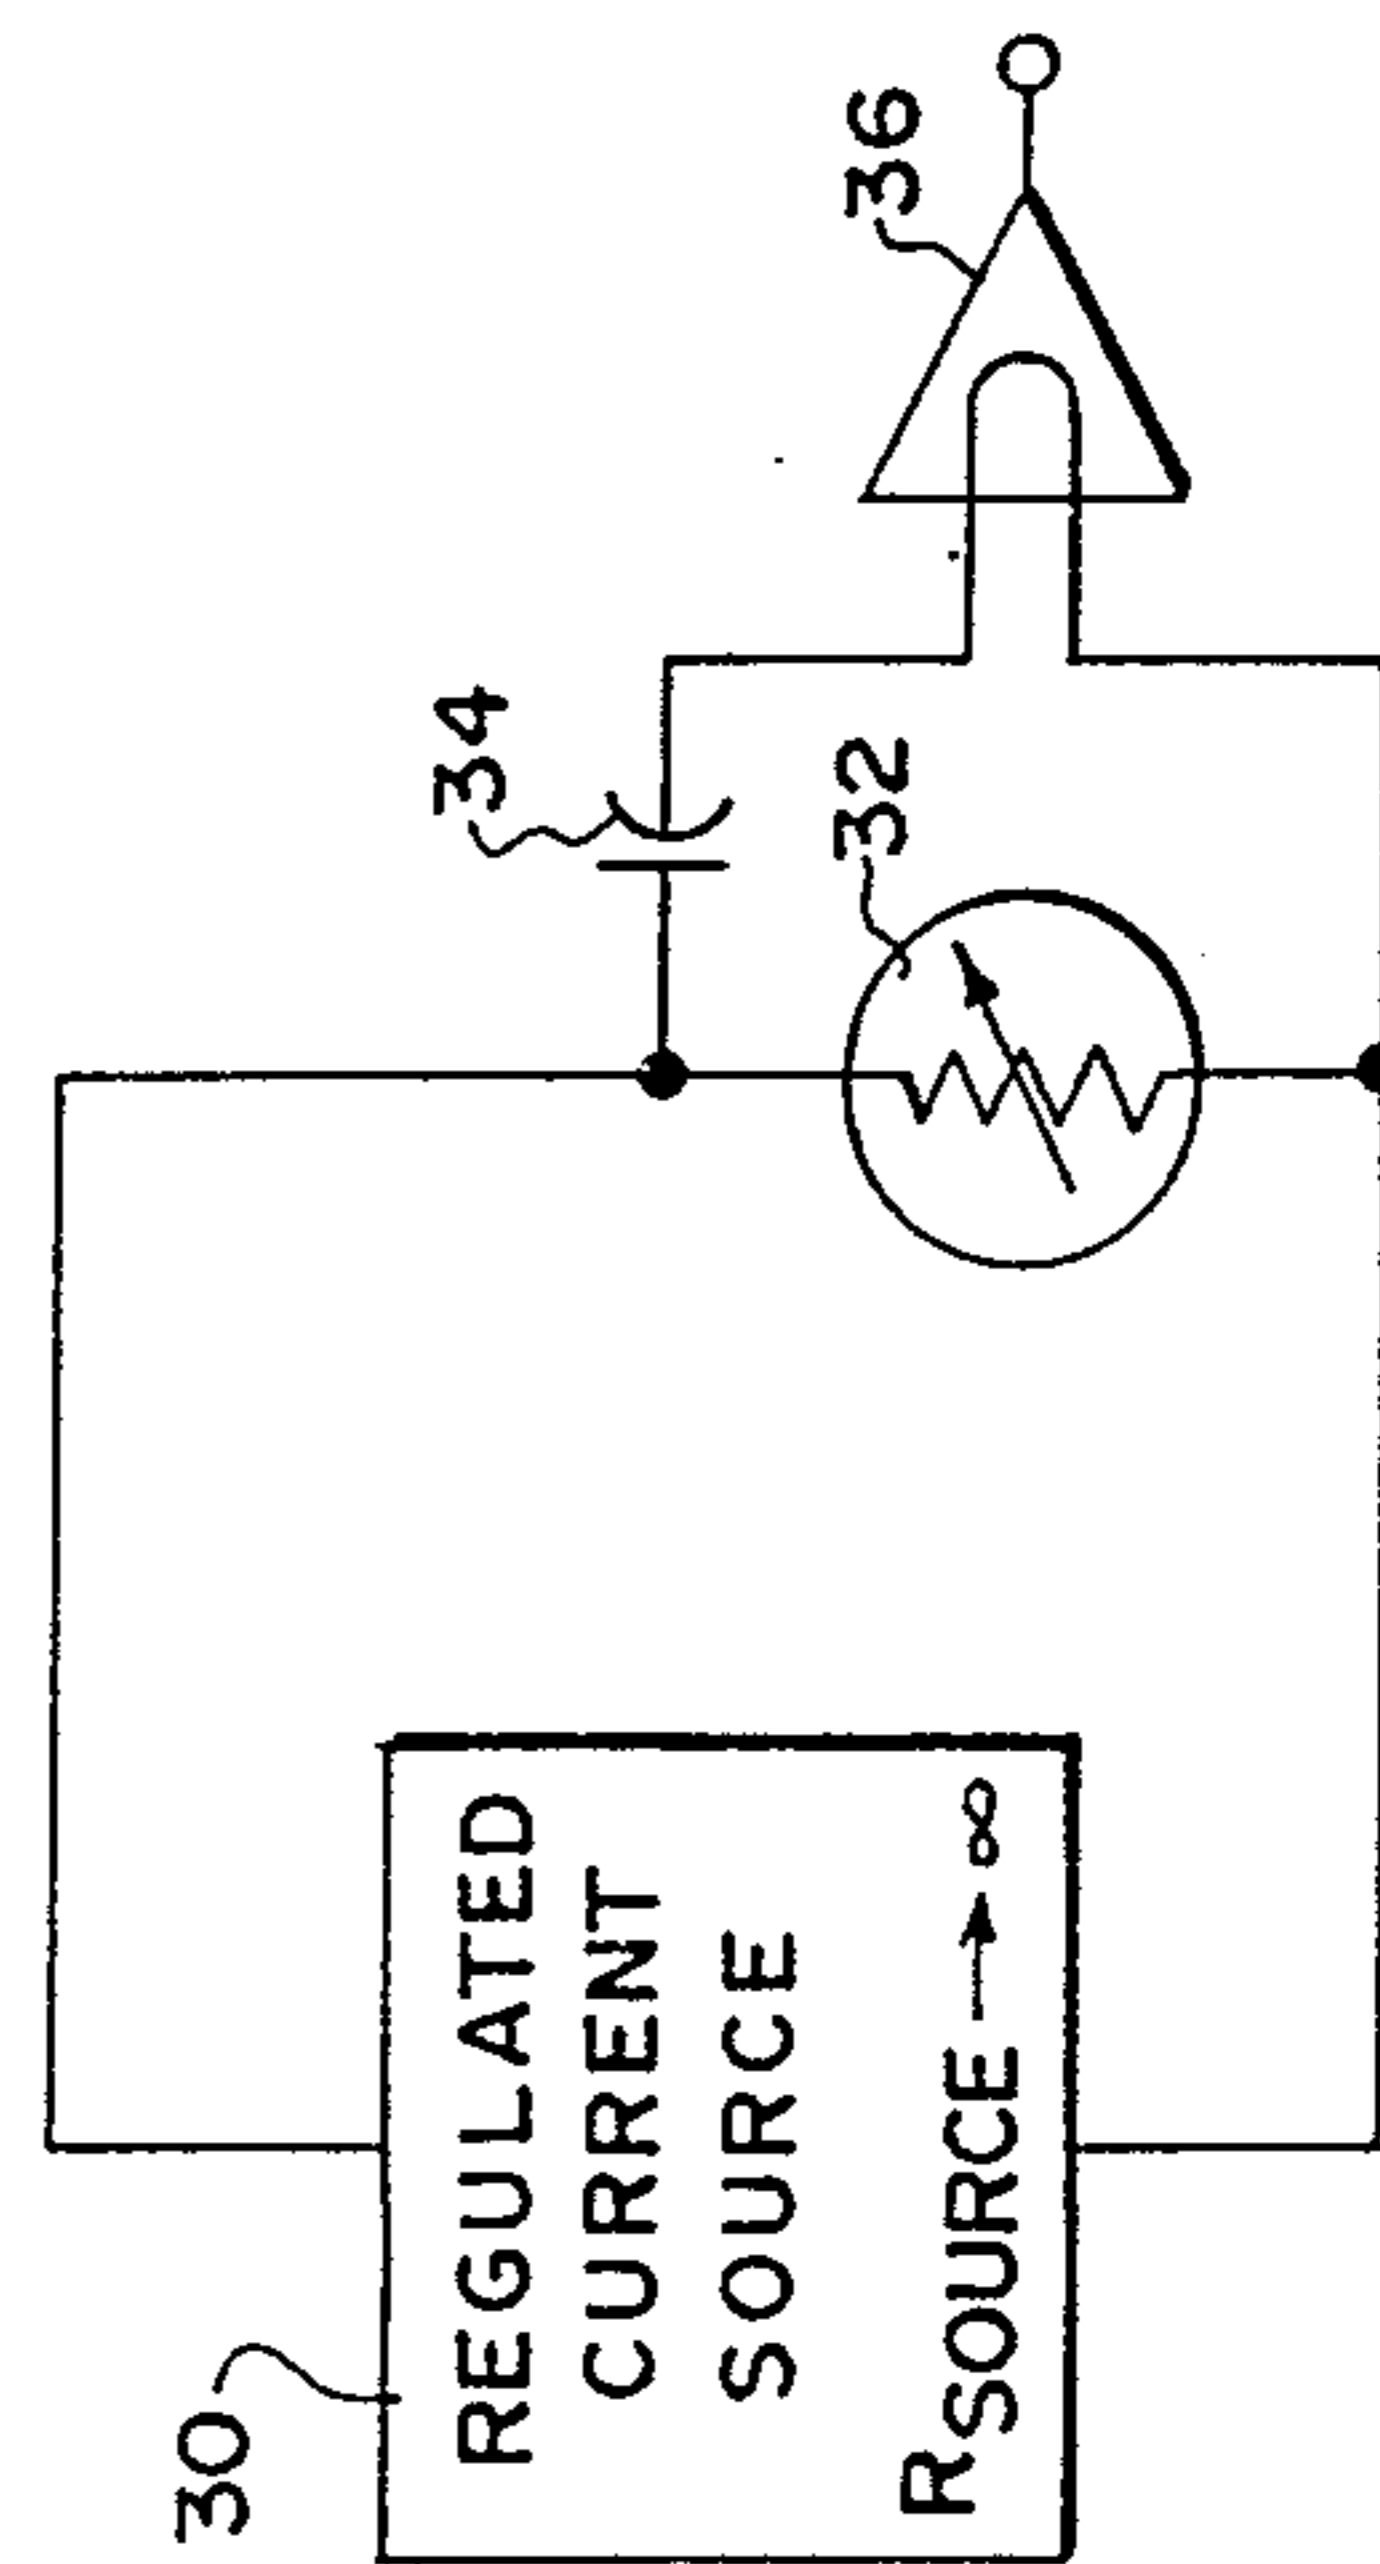 30
REGULATED
CURRENT
SOURCE
RSOURCE → ∞
34
32
36